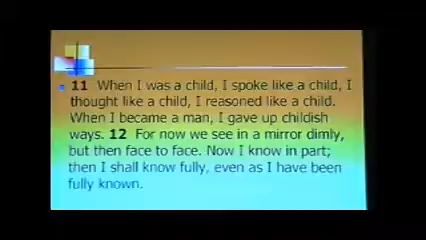 11 When I was a child, I spoke like a child, I
thought like a child, I reasoned like a child.
When I became a man, I gave up childish
ways. 12 For now we see in a mirror dimly,
but then face to face. Now I know in part;
then I shall know fully, even as I have been
fully known.